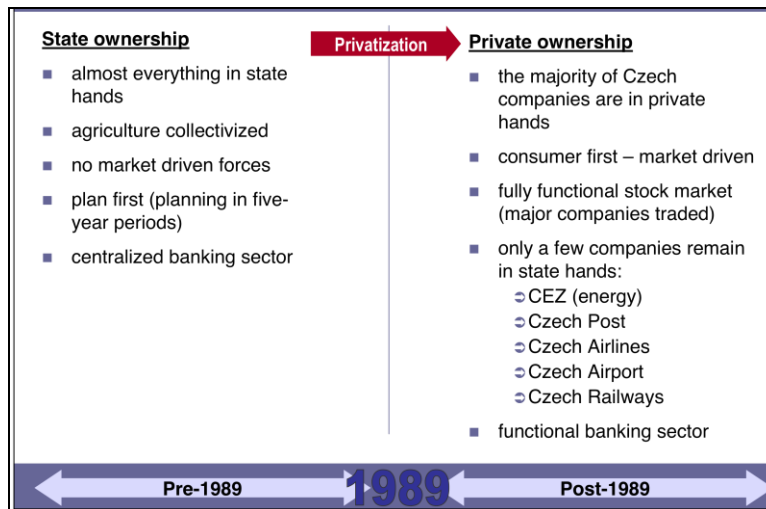 State ownership
■ almost everything in state
hands
■ agriculture collectivized
■ no market driven forces
■ plan first (planning in five-
year periods)
■ centralized banking sector
Privatization
Private ownership
■ the majority of Czech
companies are in private
hands
■ consumer first – market driven
■ fully functional stock market
(major companies traded)
■ only a few companies remain
in state hands:
➲ CEZ (energy)
➲ Czech Post
➲ Czech Airlines
➲ Czech Airport
➲ Czech Railways
■ functional banking sector
Pre-1989
1989
Post-1989